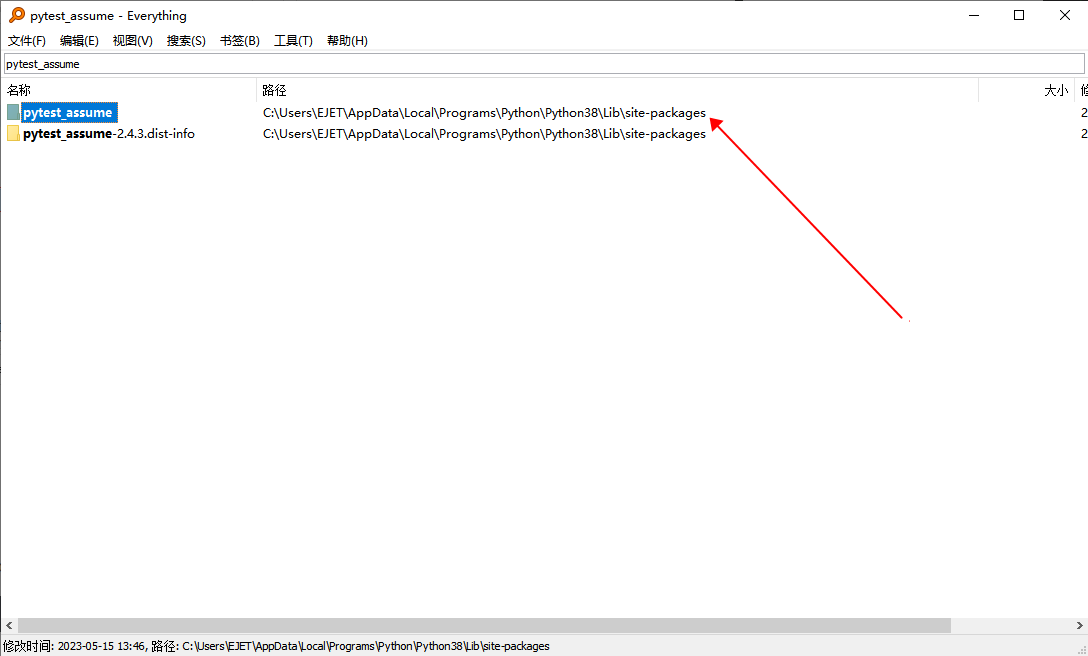 pytest_assume - Everything
文件(F) 编辑(E) 视图(V) 搜索(S) 书签(B) 工具(T) 帮助(H)
pytest_assume
名称 路径 大小
pytest_assume C:\Users\EJET\AppData\Local\Programs\Python\Python38\Lib\site-packages 2
pytest_assume-2.4.3.dist-info C:\Users\EJET\AppData\Local\Programs\Python\Python38\Lib\site-packages 2
修改时间: 2023-05-15 13:46, 路径: C:\Users\EJET\AppData\Local\Programs\Python\Python38\Lib\site-packages